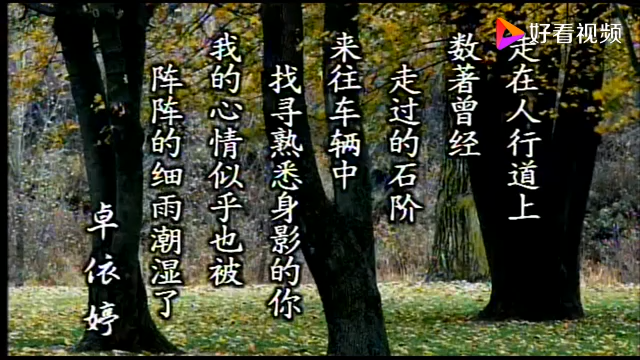 好看视频
走在人行道上
数著曾经
走过的石阶
来往车辆中
找寻熟悉身影的你
我的心情似乎也被
阵阵的细雨潮湿了
卓依婷